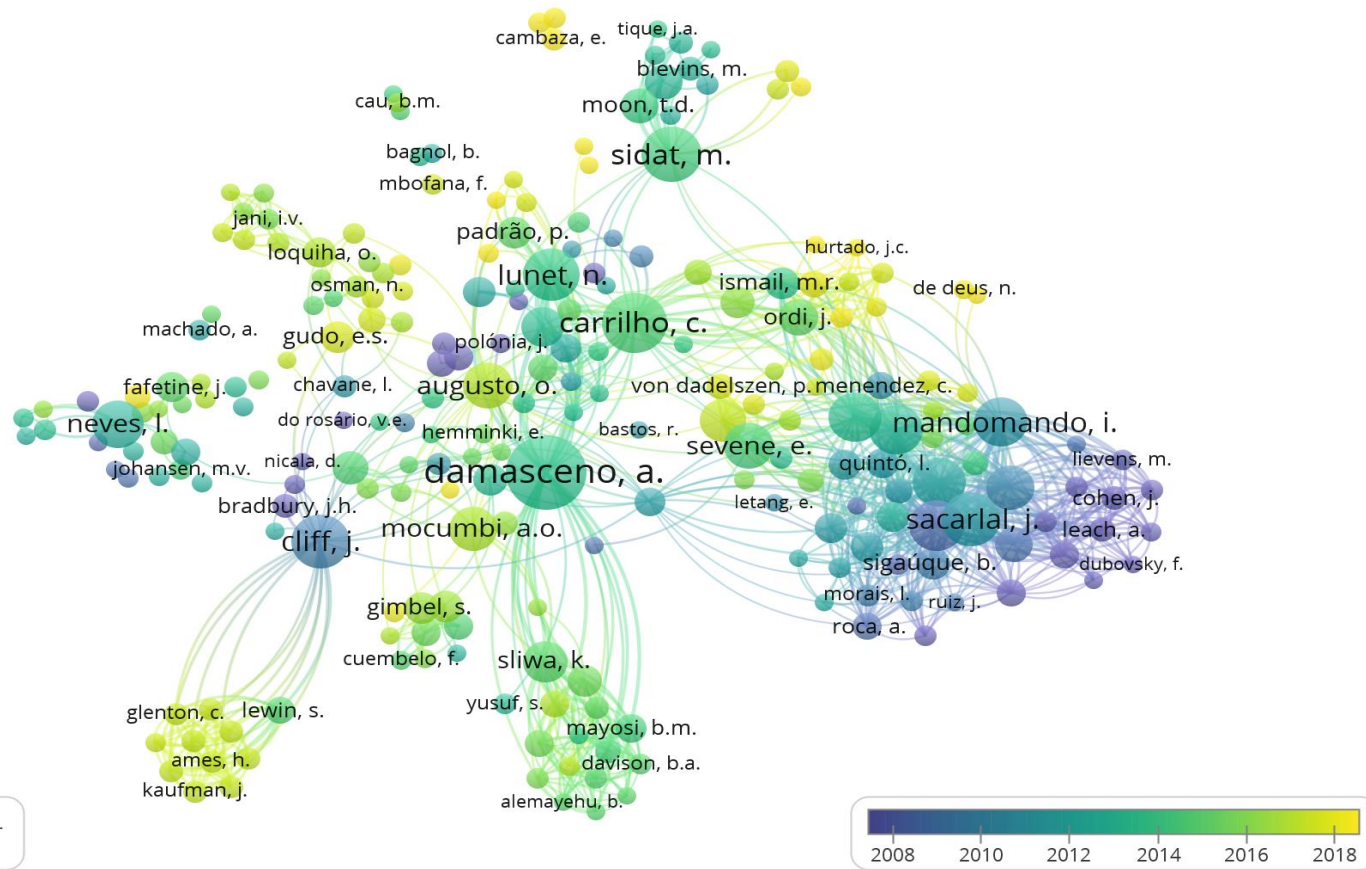 tique, j.a.
cambaza, e.
blevins, m.
cau, b.m.
moon, t.d.
bagnol, b.
sidat, m.
mbofana, f.
jani, i.v.
padrão, p.
loquiha, o.
hurtado, j.c.
lunet, n.
osman, n.
ismail, m.r.
de deus, n.
ordi, j.
carrilho, c.
machado, a.
gudo, e.s.
polónia, j.
fafetine, j.
chavane, l.
augusto, o.
von dadelszen, p.
menendez, c.
neves, l.
do rosário, v.e.
hemminki, e.
bastos, r.
mandomando, i.
sevene, e.
johansen, m.v.
nicala, d.
damasceno, a.
quintó, l.
lievens, m.
bradbury, j.h.
letang, e.
cohen, j.
cliff, j.
mocumbi, a.o.
sacarlal, j.
leach, a.
sigaúque, b.
dubovsky, f.
gimbel, s.
morais, l.
ruiz, j.
roca, a.
cuembelo, f.
sliwa, k.
glenton, c.
lewin, s.
yusuf, s.
mayosi, b.m.
ames, h.
davison, b.a.
kaufman, j.
alemayehu, b.
2008
2010
2012
2014
2016
2018